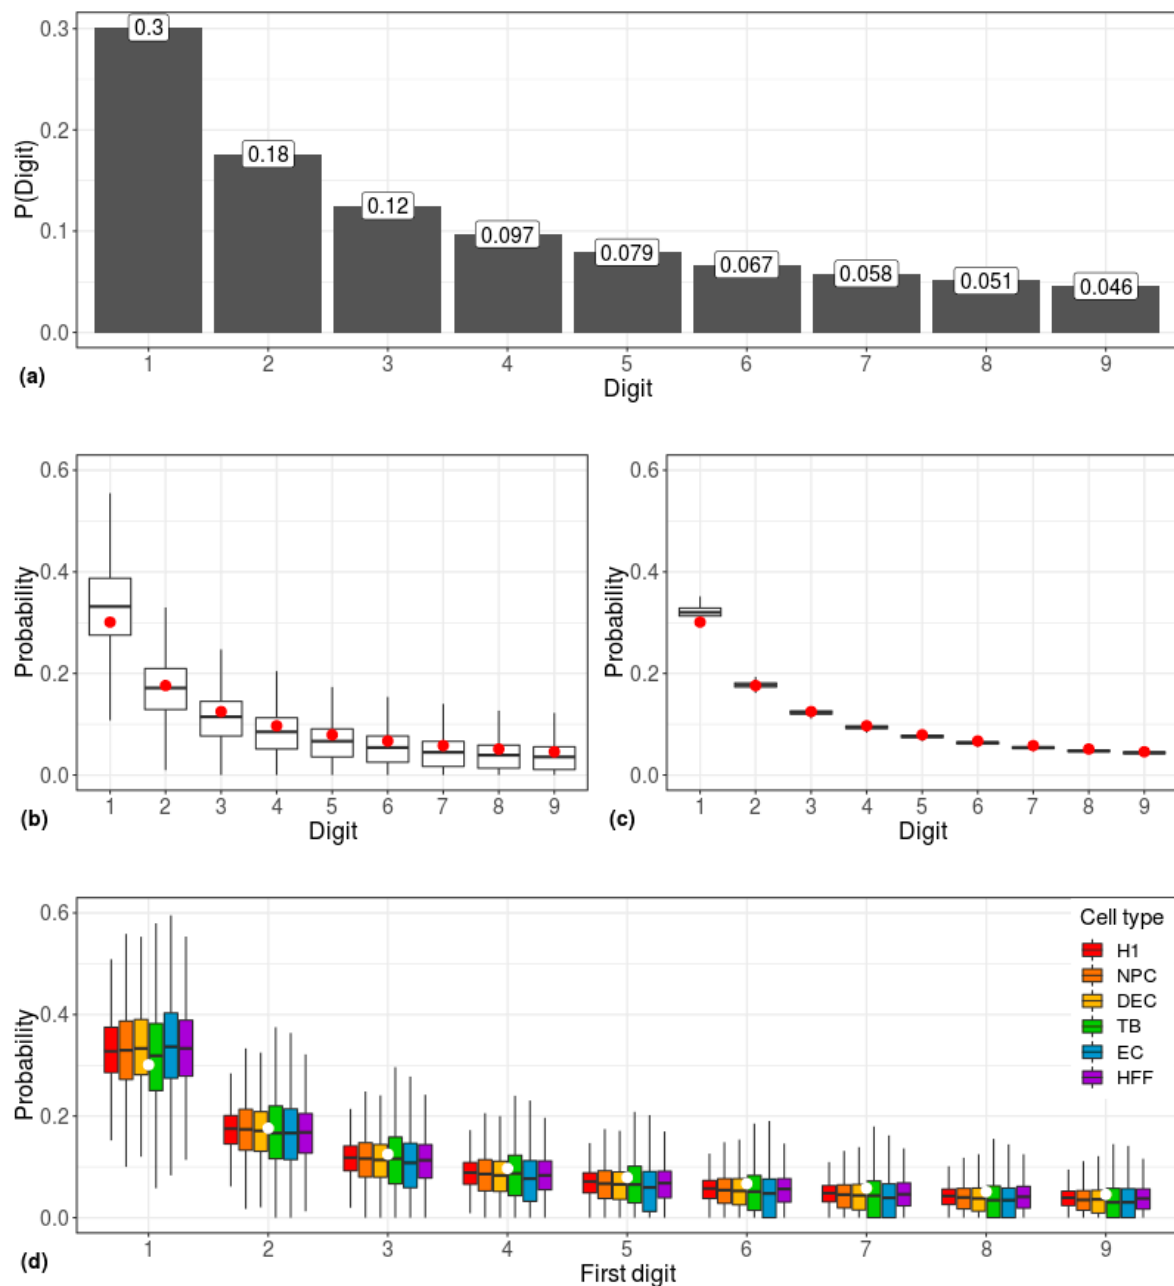 0.3
0.2
0.1
0.0
P(Digit)
0.3
0.18
0.12
0.097
0.079
0.067
0.058
0.051
0.046
1 2 3 4 5 6 7 8 9
Digit
(a)
0.6
0.4
0.2
0.0
Probability
1 2 3 4 5 6 7 8 9
Digit
(b)
0.6
0.4
0.2
0.0
Probability
1 2 3 4 5 6 7 8 9
Digit
(c)
0.6
0.4
0.2
0.0
Probability
Cell type
H1
NPC
DEC
TB
EC
HFF
1 2 3 4 5 6 7 8 9
First digit
(d)